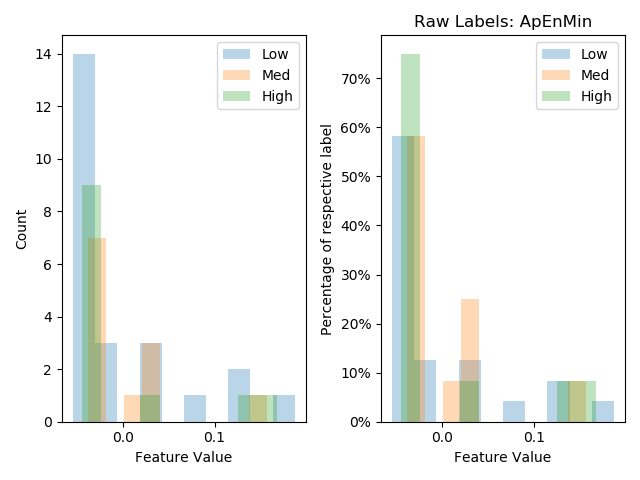 Raw Labels: ApEnMin
14
12
10
8
6
4
2
0
Count
0.0
0.1
Feature Value
Low
Med
High
70%
60%
50%
40%
30%
20%
10%
0%
Percentage of respective label
0.0
0.1
Feature Value
Low
Med
High